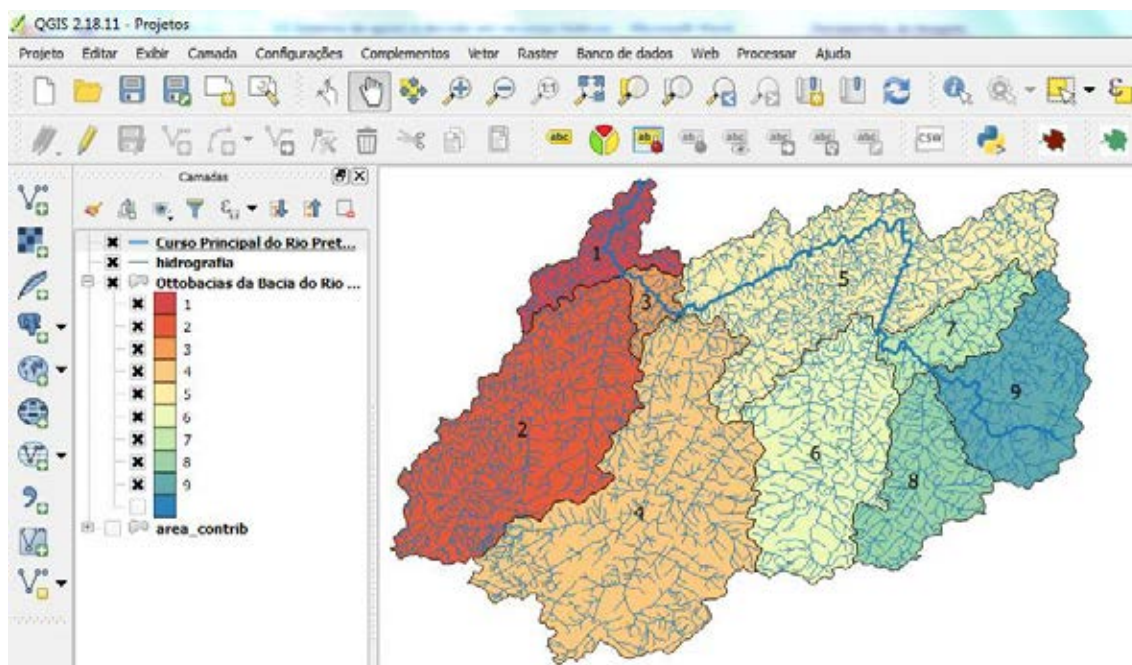 QGIS 2.18.11 - Projetos
Projeto Editar Exibir Camada Configurações Complementos Vetor Raster Banco de dados Web Processar Ajuda
abc
CSW
Camadas
Curso Principal do Rio Pret...
hidrografia
Ottobacias da Bacia do Rio ...
1
2
3
4
5
6
7
8
9
area_contrib
1
3
5
7
2
6
9
8
4